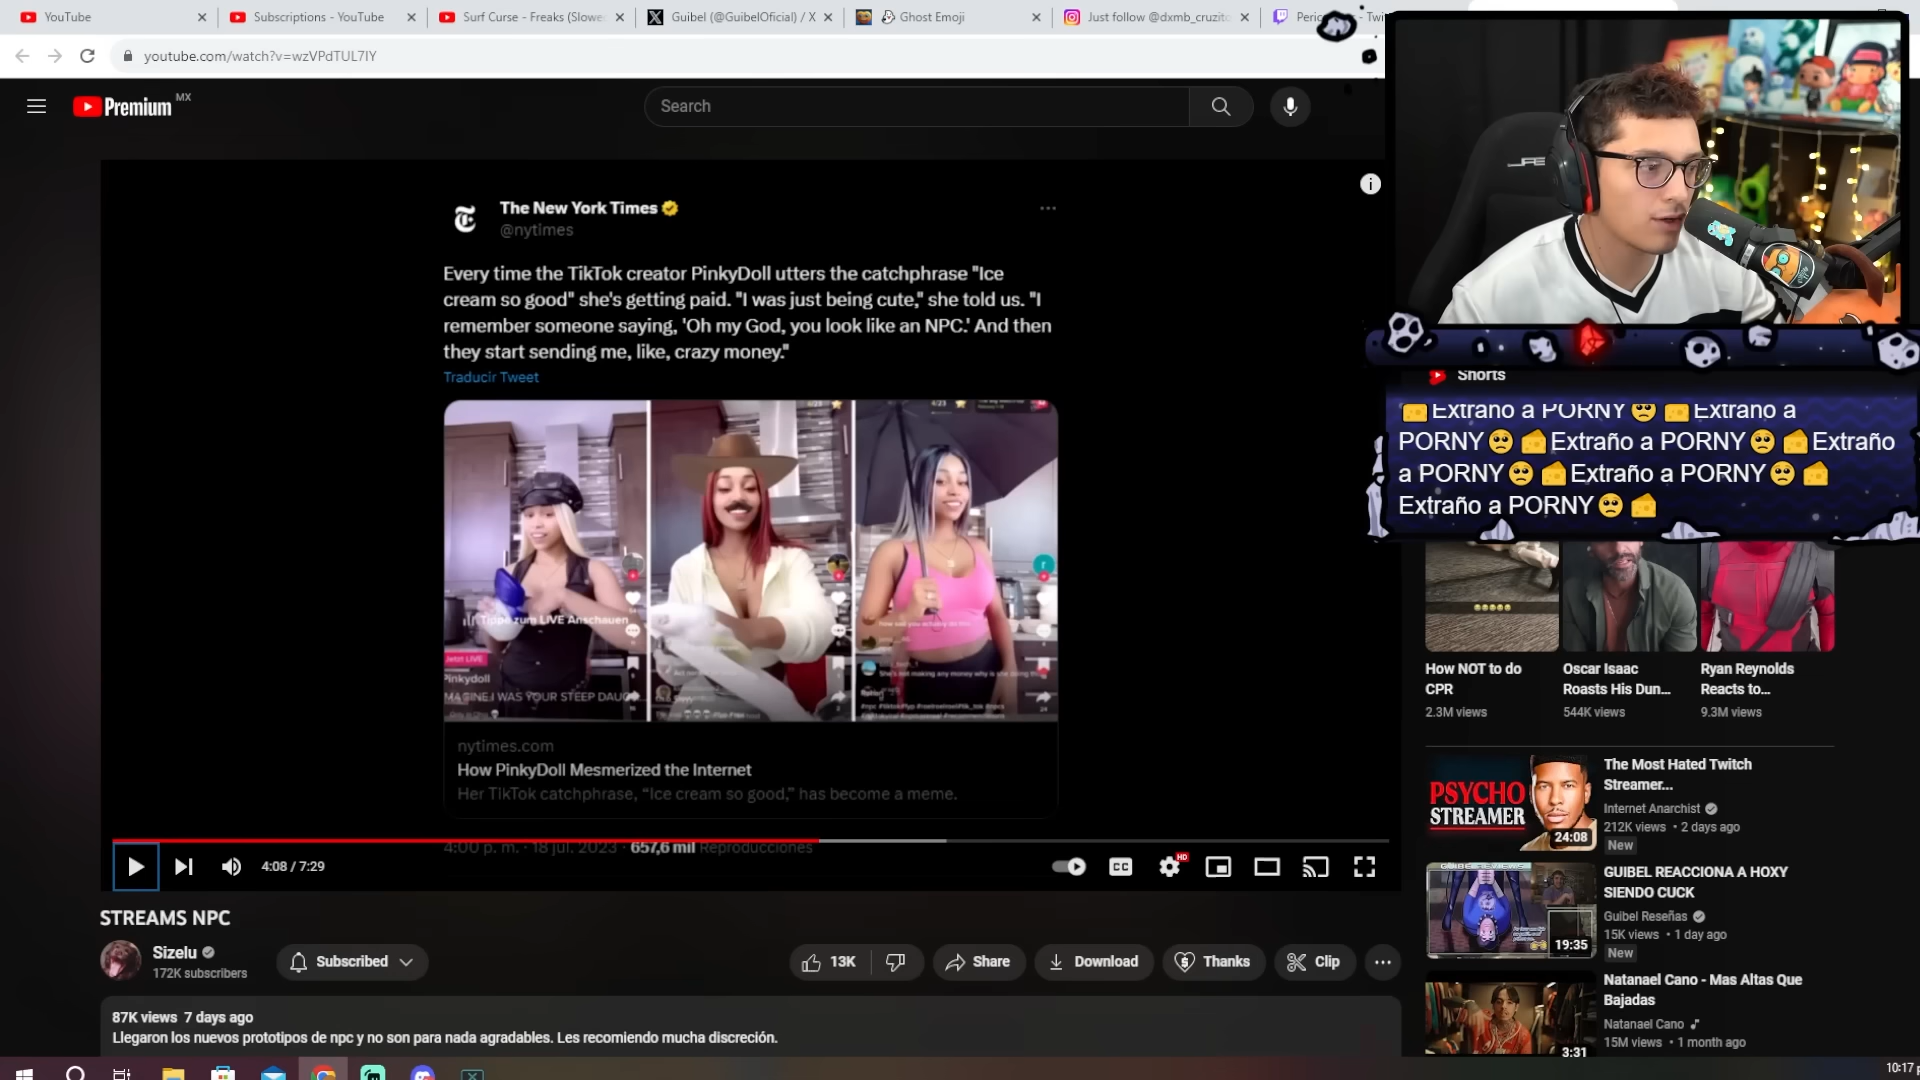 YouTube
Subscriptions - YouTube
Surf Curse - Freaks (Slowe
Guibel (@GuibelOficial) / X
Ghost Emoji
Just follow @dxmb_cruzito
youtube.com/watch?v=wzVPdTUL7IY
Premium MX
Search
The New York Times
@nytimes
Every time the TikTok creator PinkyDoll utters the catchphrase "Ice
cream so good" she's getting paid. "I was just being cute," she told us. "I
remember someone saying, 'Oh my God, you look like an NPC.' And then
they start sending me, like, crazy money."
Traducir Tweet
Tippe zum LIVE Anschauen
Jetzt LIVE
Pinkydoll
nytimes.com
How PinkyDoll Mesmerized the Internet
Her TikTok catchphrase, “Ice cream so good,” has become a meme.
4:00 p. m. · 18 jul. 2023 · 657,6 mil Reproducciones
4:08 / 7:29
CC
HD
STREAMS NPC
Sizelu
172K subscribers
Subscribed
13K
Share
Download
Thanks
Clip
87K views 7 days ago
Llegaron los nuevos prototipos de npc y no son para nada agradables. Les recomiendo mucha discreción.
Shorts
🧀Extraño a PORNY🥺 🧀Extraño a
PORNY🥺 🧀Extraño a PORNY🥺 🧀Extraño
a PORNY🥺 🧀Extraño a PORNY🥺 🧀
Extraño a PORNY🥺 🧀
How NOT to do
CPR
2.3M views
Oscar Isaac
Roasts His Dun...
544K views
Ryan Reynolds
Reacts to...
9.3M views
PSYCHO
STREAMER
24:08
The Most Hated Twitch
Streamer...
Internet Anarchist
212K views • 2 days ago
New
19:35
GUIBEL REACCIONA A HOXY
SIENDO CUCK
Guibel Reseñas
15K views • 1 day ago
New
3:31
Natanael Cano - Mas Altas Que
Bajadas
Natanael Cano
15M views • 1 month ago
10:17